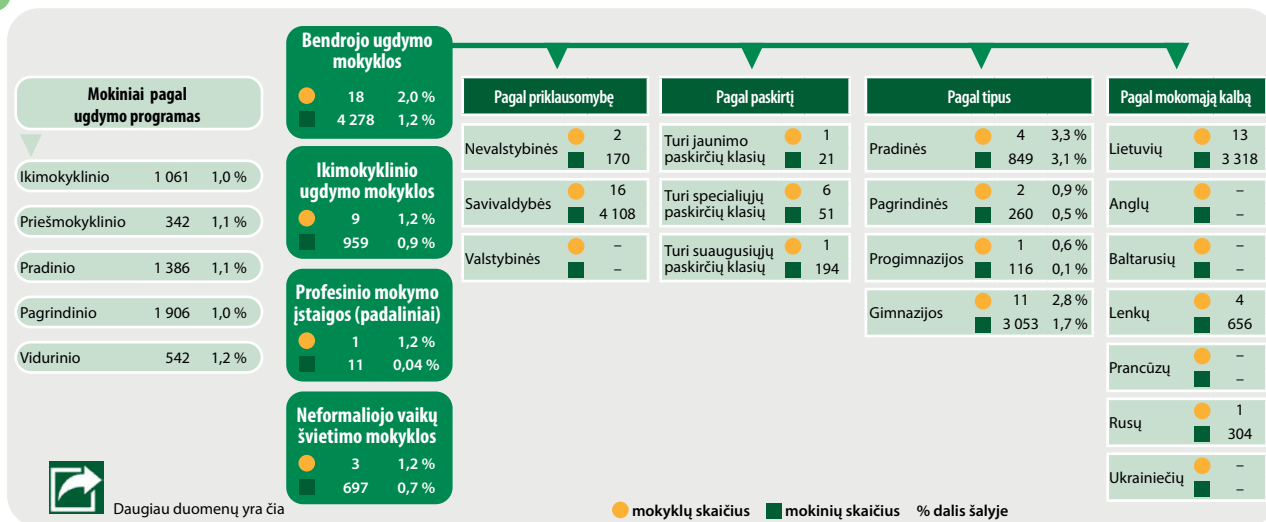 Mokiniai pagal
ugdymo programas
Ikimokyklinio 1 061 1,0 %
Priešmokyklinio 342 1,1 %
Pradinio 1 386 1,1 %
Pagrindinio 1 906 1,0 %
Vidurinio 542 1,2 %
Daugiau duomenų yra čia
Bendrojo ugdymo
mokyklos
18 2,0 %
4 278 1,2 %
Ikimokyklinio
ugdymo mokyklos
9 1,2 %
959 0,9 %
Profesinio mokymo
įstaigos (padaliniai)
1 1,2 %
11 0,04 %
Neformaliojo vaikų
švietimo mokyklos
3 1,2 %
697 0,7 %
Pagal priklausomybę
Nevalstybinės 2
170
Savivaldybės 16
4 108
Valstybinės –
–
Pagal paskirtį
Turi jaunimo 1
paskirčių klasių 21
Turi specialiųjų 6
paskirčių klasių 51
Turi suaugusiųjų 1
paskirčių klasių 194
Pagal tipus
Pradinės 4 3,3 %
849 3,1 %
Pagrindinės 2 0,9 %
260 0,5 %
Progimnazijos 1 0,6 %
116 0,1 %
Gimnazijos 11 2,8 %
3 053 1,7 %
Pagal mokomąją kalbą
Lietuvių 13
3 318
Anglų –
–
Baltarusių –
–
Lenkų 4
656
Prancūzų –
–
Rusų 1
304
Ukrainiečių –
–
mokyklų skaičius mokinių skaičius % dalis šalyje